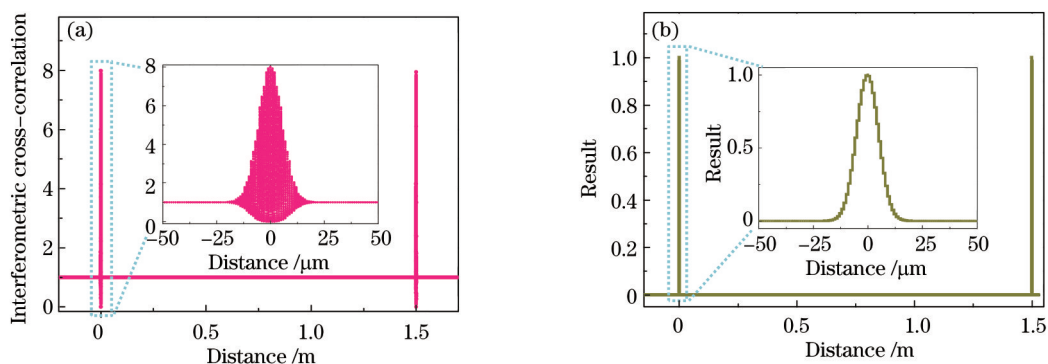 (a)
Interferometric cross-correlation
8
6
4
2
0
0 0.5 1.0 1.5
Distance /m
8
6
4
2
0
−50 −25 0 25 50
Distance /μm
(b)
Result
1.0
0.8
0.6
0.4
0.2
0
0 0.5 1.0 1.5
Distance /m
Result
1.0
0.5
0
−50 −25 0 25 50
Distance /μm